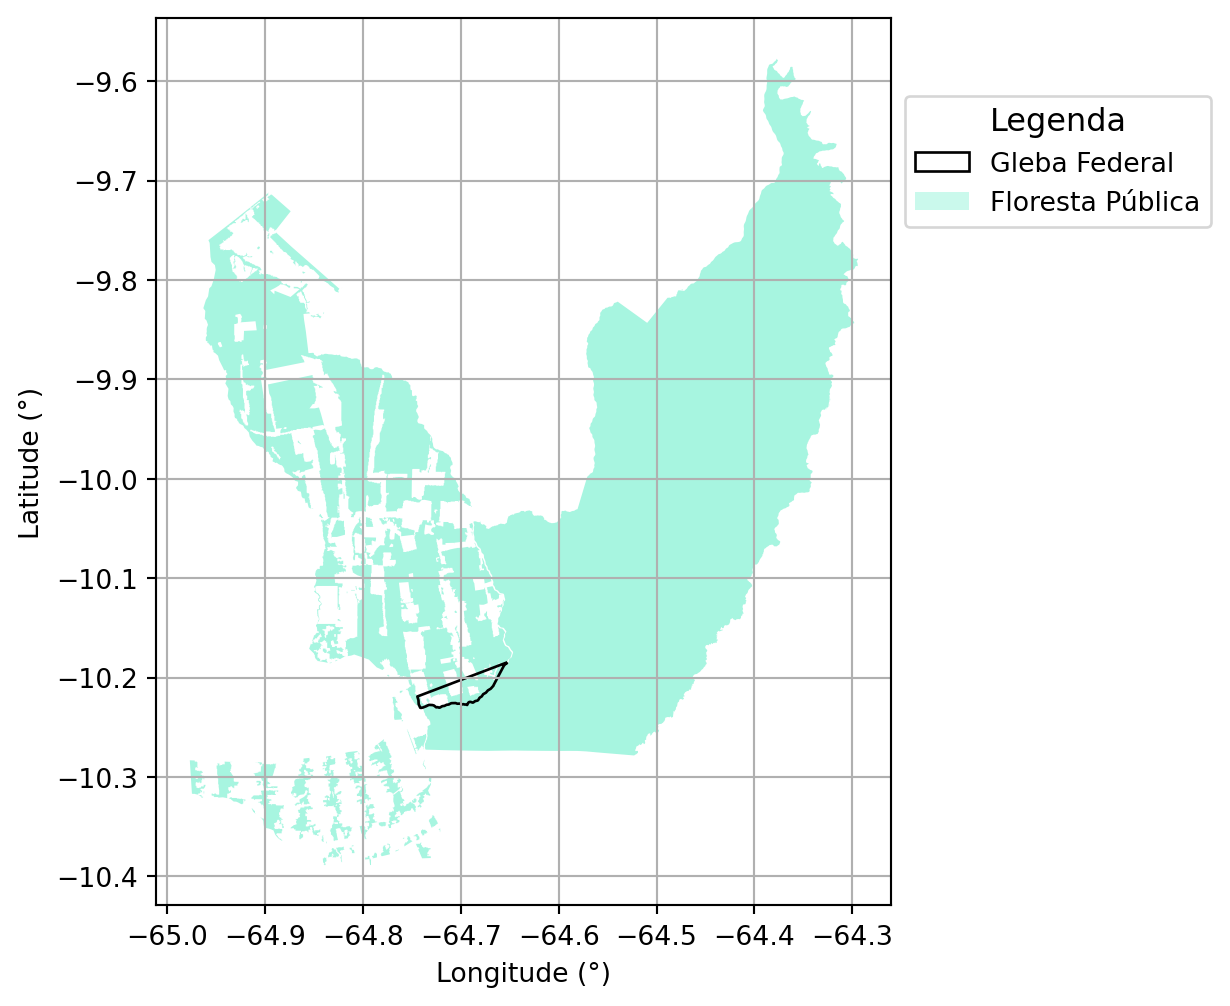 Legenda
Gleba Federal
Floresta Pública
Latitude (°)
−9.6
−9.7
−9.8
−9.9
−10.0
−10.1
−10.2
−10.3
−10.4
−65.0 −64.9 −64.8 −64.7 −64.6 −64.5 −64.4 −64.3
Longitude (°)